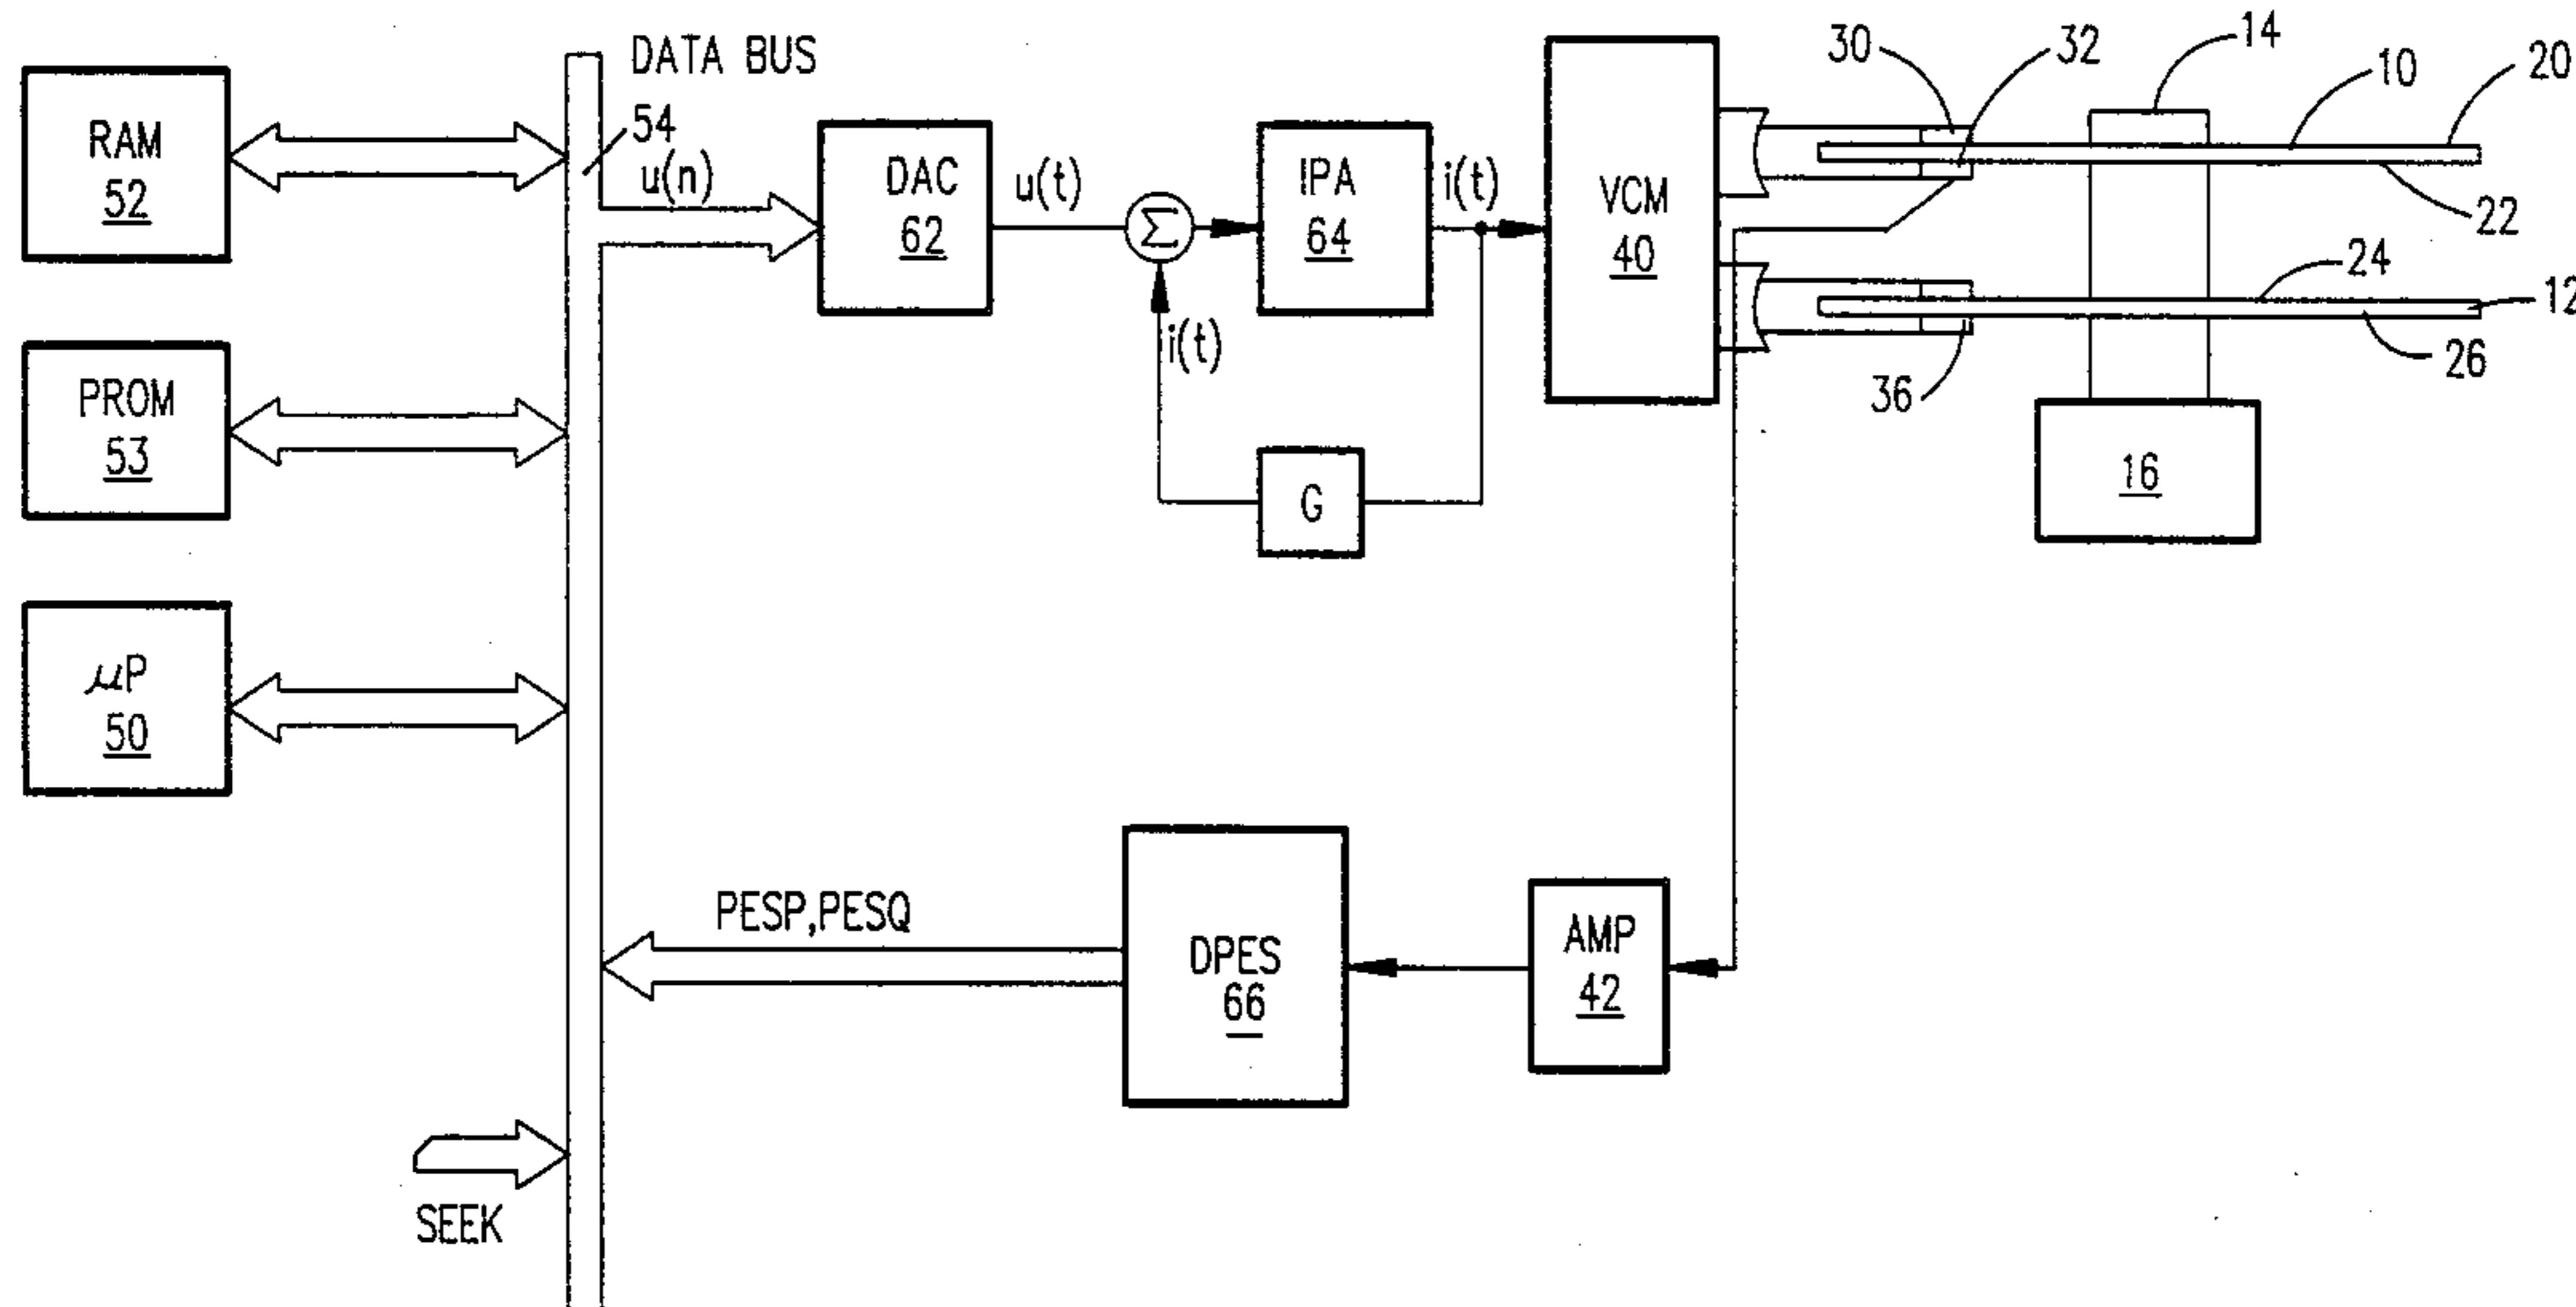 DATA BUS
54
RAM
52
u(n)
DAC
62
u(t)
Σ
IPA
64
i(t)
i(t)
G
VCM
40
30
32
14
10
20
22
24
12
26
36
16
PROM
53
μP
50
PESP,PESQ
DPES
66
AMP
42
SEEK